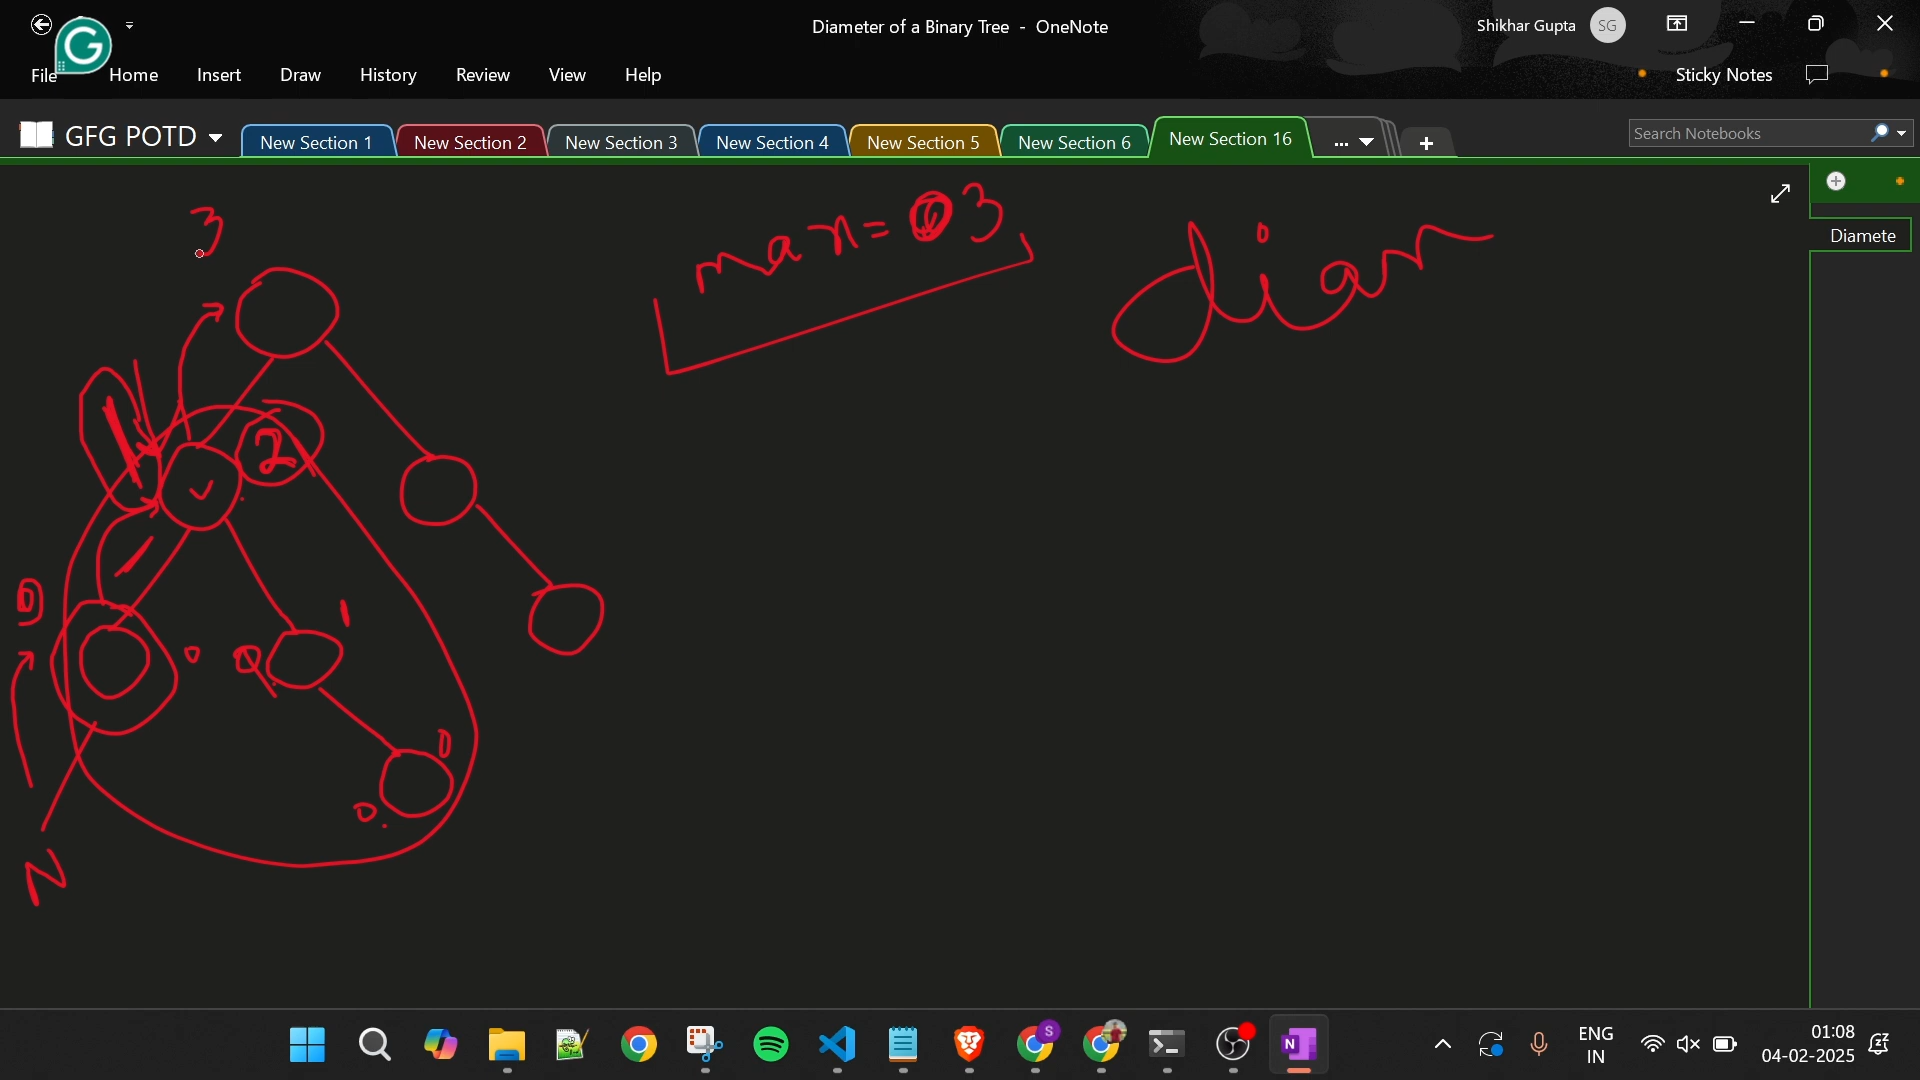 Diameter of a Binary Tree - OneNote
Shikhar Gupta SG
G
File Home Insert Draw History Review View Help
Sticky Notes
GFG POTD New Section 1 New Section 2 New Section 3 New Section 4 New Section 5 New Section 6 New Section 16 ... +
Search Notebooks
Diamete
3
max = 3
diam
2
0
0
1
0
0
N
S
N
ENG
IN
01:08
04-02-2025